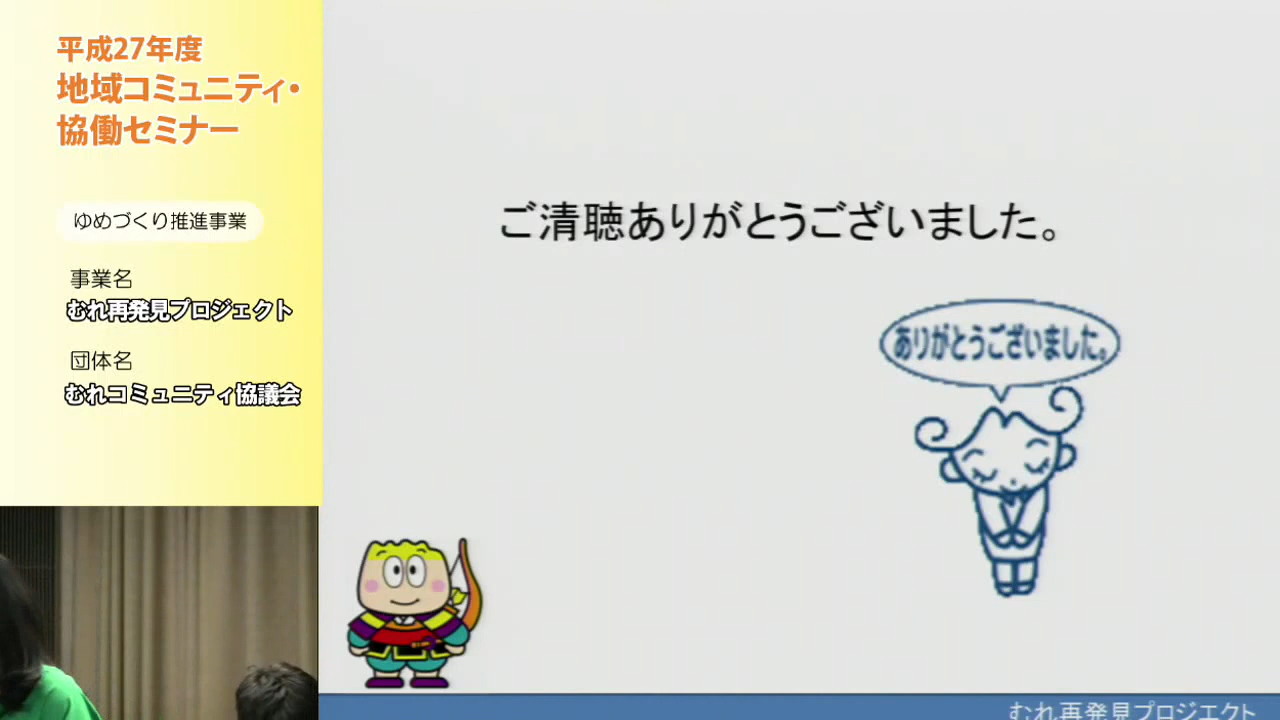 平成27年度
地域コミュニティ・
協働セミナー
ゆめづくり推進事業
事業名
むれ再発見プロジェクト
団体名
むれコミュニティ協議会
ご清聴ありがとうございました。
ありがとうございました。
むれ再発見プロジェクト